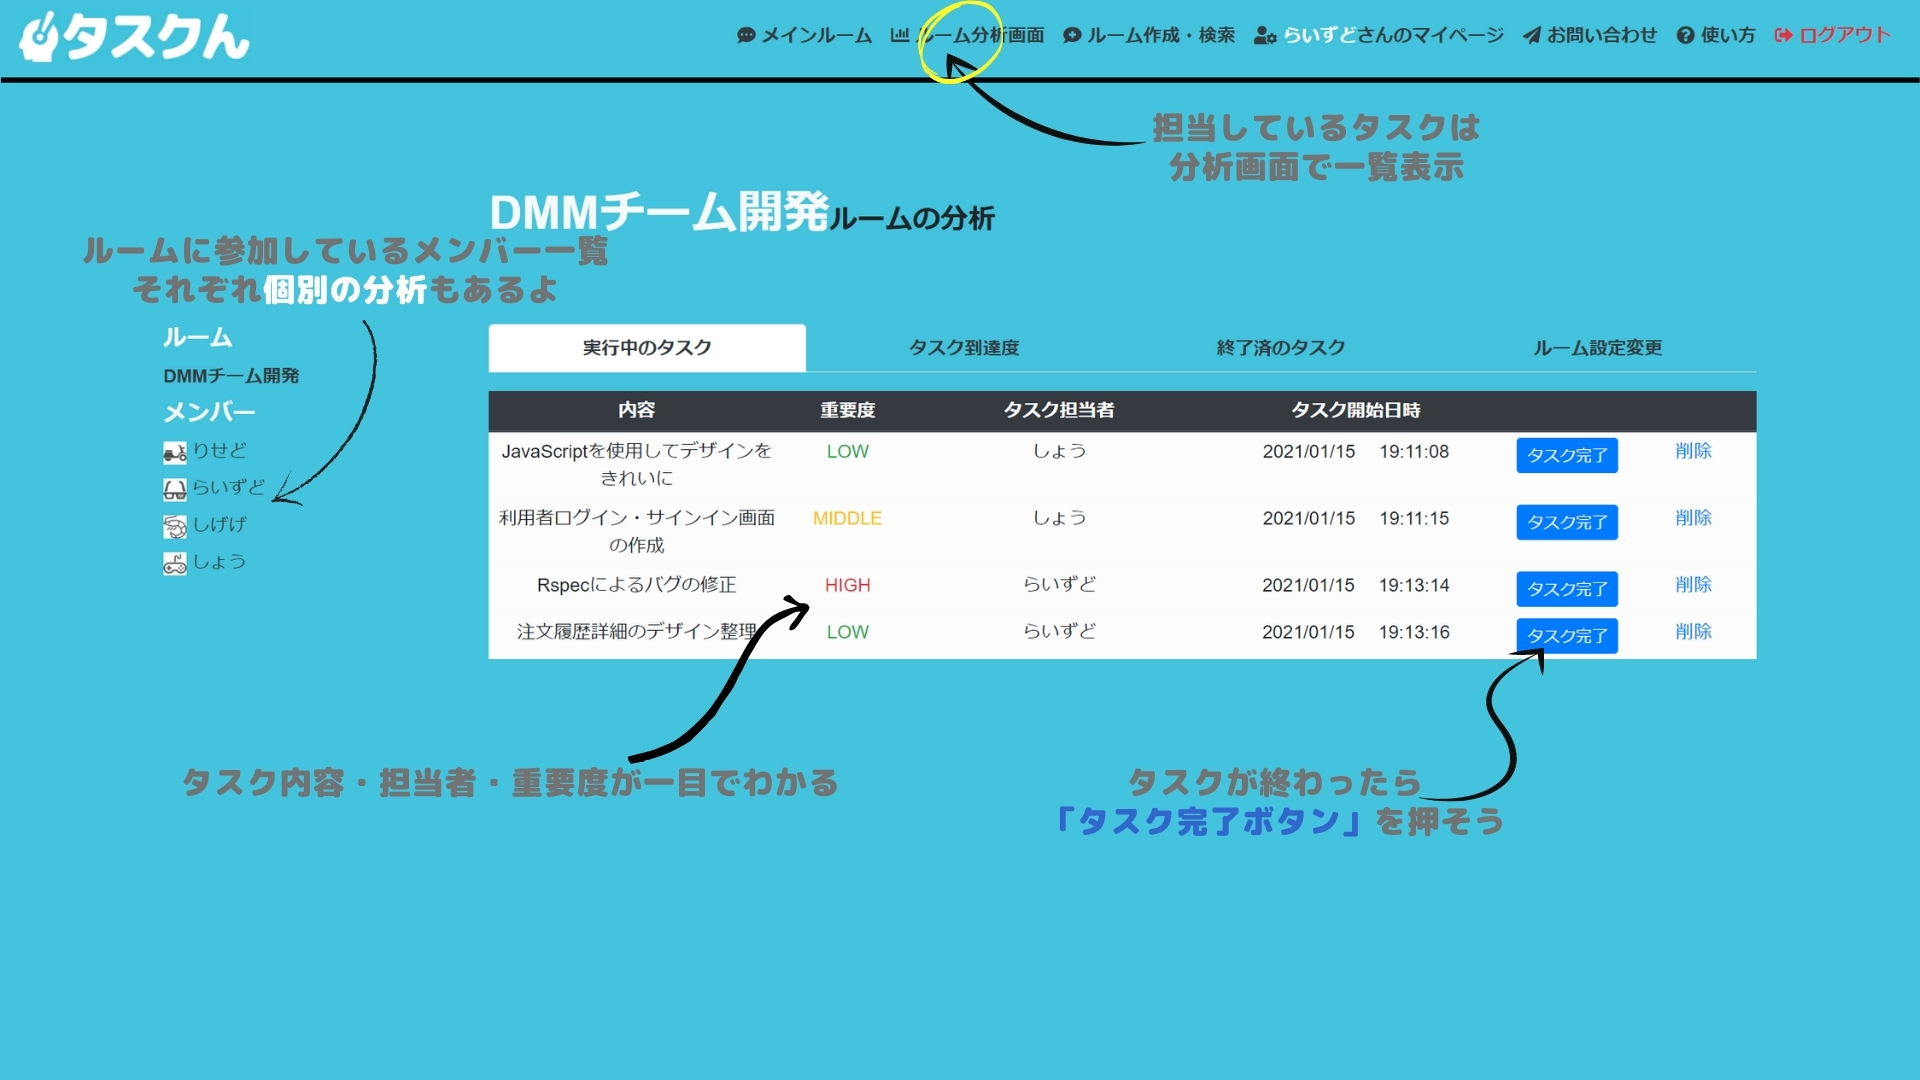 タスクん
メインルーム ルーム分析画面 ルーム作成・検索 らいずどさんのマイページ お問い合わせ 使い方 ログアウト
担当しているタスクは
分析画面で一覧表示
DMMチーム開発ルームの分析
ルームに参加しているメンバー一覧
それぞれ個別の分析もあるよ
ルーム
DMMチーム開発
メンバー
りせど
らいずど
しげげ
しょう
実行中のタスク タスク到達度 終了済のタスク ルーム設定変更
内容 重要度 タスク担当者 タスク開始日時
JavaScriptを使用してデザインを LOW しょう 2021/01/15 19:11:08 タスク完了 削除
きれいに
利用者ログイン・サインイン画面 MIDDLE しょう 2021/01/15 19:11:15 タスク完了 削除
の作成
Rspecによるバグの修正 HIGH らいずど 2021/01/15 19:13:14 タスク完了 削除
注文履歴詳細のデザイン整理 LOW らいずど 2021/01/15 19:13:16 タスク完了 削除
タスク内容・担当者・重要度が一目でわかる
タスクが終わったら
「タスク完了ボタン」を押そう